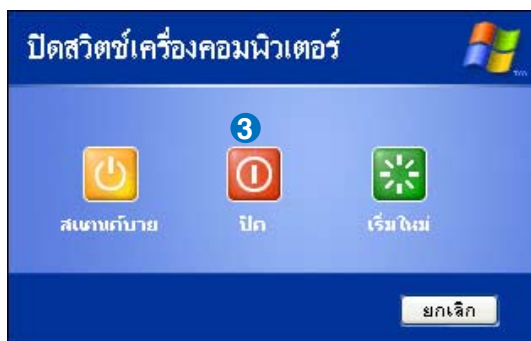 ปิดสวิตช์เครื่องคอมพิวเตอร์
TM
3
สแตนด์บาย
ปิด
เริ่มใหม่
ยกเลิก